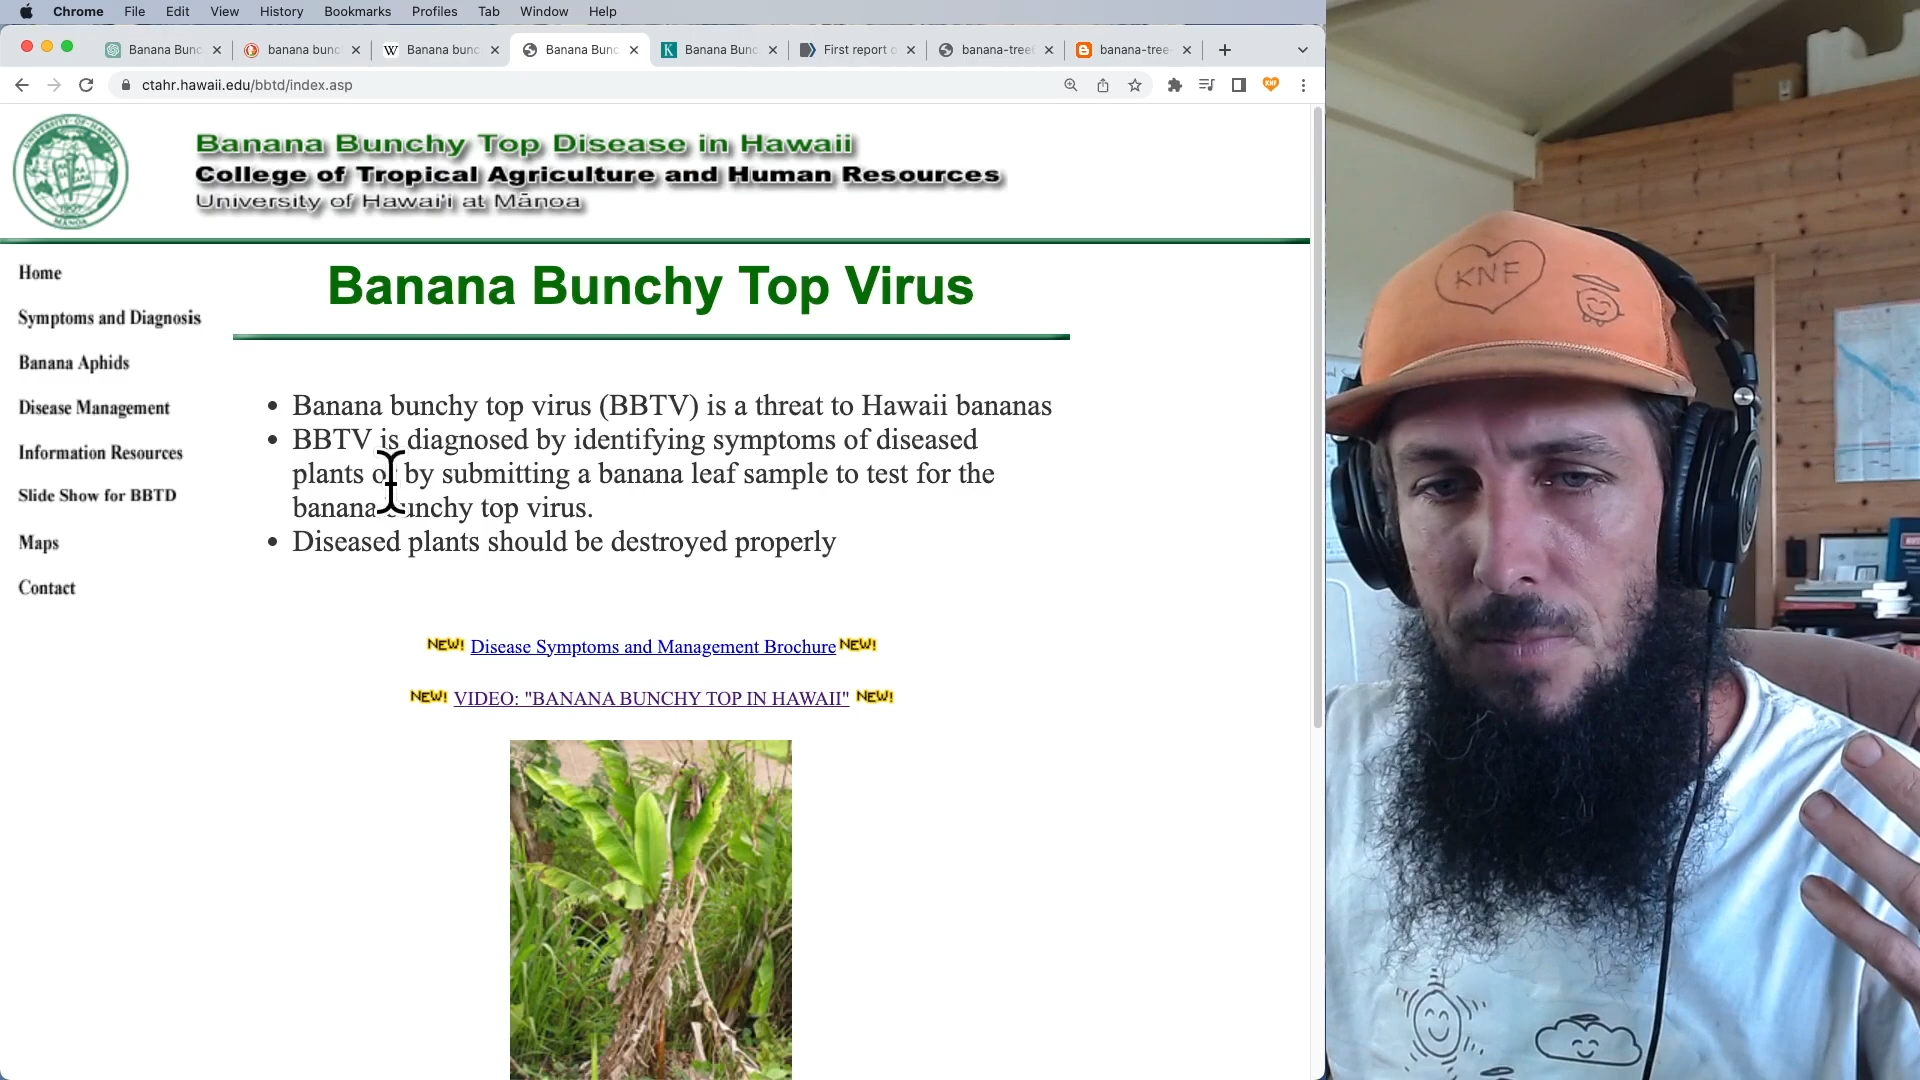 Chrome File Edit View History Bookmarks Profiles Tab Window Help
Banana Bunc banana bunc Banana bunc Banana Bunc Banana Bunc First report o banana-tree banana-tree-
ctahr.hawaii.edu/bbtd/index.asp
Banana Bunchy Top Disease in Hawaii
College of Tropical Agriculture and Human Resources
University of Hawai'i at Mānoa
Home
Symptoms and Diagnosis
Banana Aphids
Disease Management
Information Resources
Slide Show for BBTD
Maps
Contact
Banana Bunchy Top Virus
• Banana bunchy top virus (BBTV) is a threat to Hawaii bananas
• BBTV is diagnosed by identifying symptoms of diseased
plants or by submitting a banana leaf sample to test for the
banana bunchy top virus.
• Diseased plants should be destroyed properly
NEW! Disease Symptoms and Management Brochure NEW!
NEW! VIDEO: "BANANA BUNCHY TOP IN HAWAII" NEW!
KNF